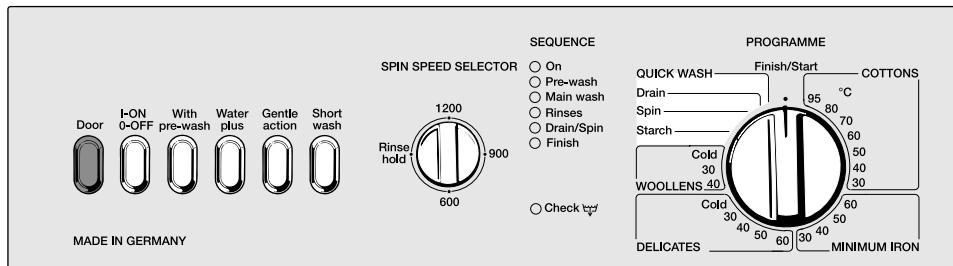 Door
I-ON
0-OFF
With
pre-wash
Water
plus
Gentle
action
Short
wash
MADE IN GERMANY
SPIN SPEED SELECTOR
1200
Rinse
hold
900
600
SEQUENCE
On
Pre-wash
Main wash
Rinses
Drain/Spin
Finish
Check
PROGRAMME
Finish/Start
QUICK WASH
Drain
Spin
Starch
COTTONS
°C
95
80
70
60
50
40
30
MINIMUM IRON
60
50
40
30
DELICATES
60
50
40
30
Cold
WOOLLENS
40
30
Cold